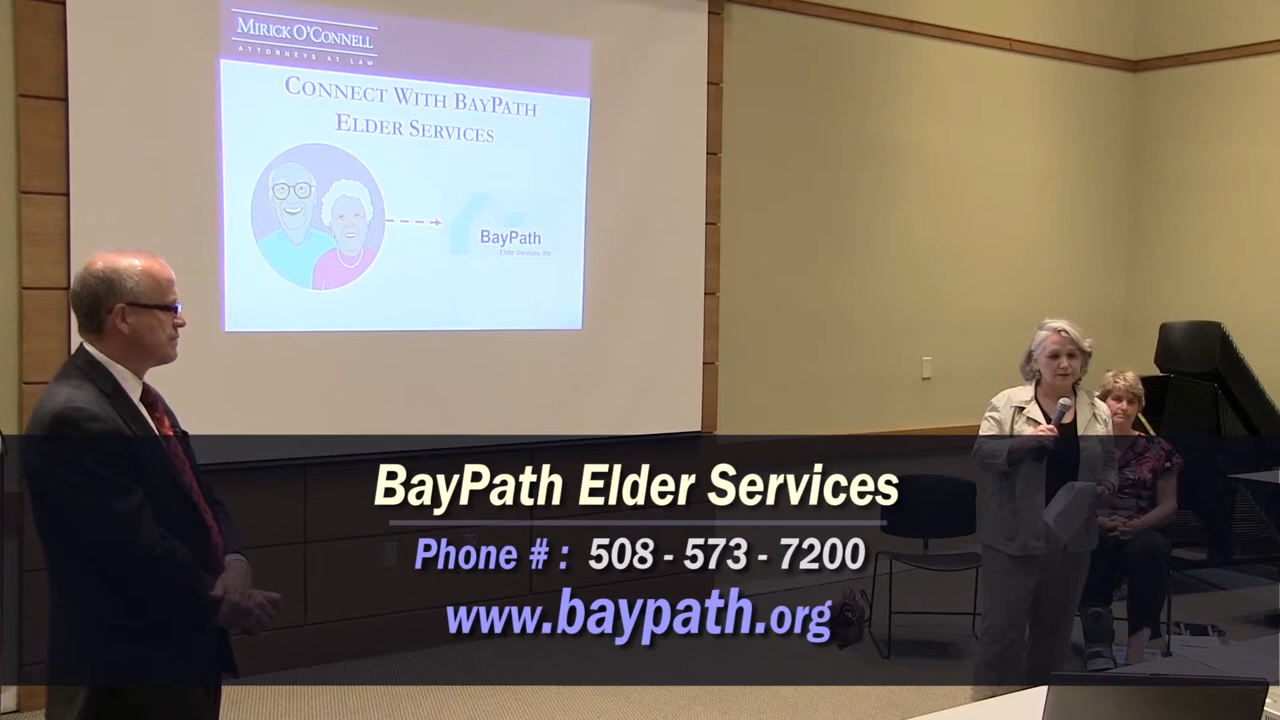 MIRICK O'CONNELL
ATTORNEYS AT LAW
CONNECT WITH BAYPATH
ELDER SERVICES
BayPath
Elder Services, Inc.
BayPath Elder Services
Phone # : 508 - 573 - 7200
www.baypath.org